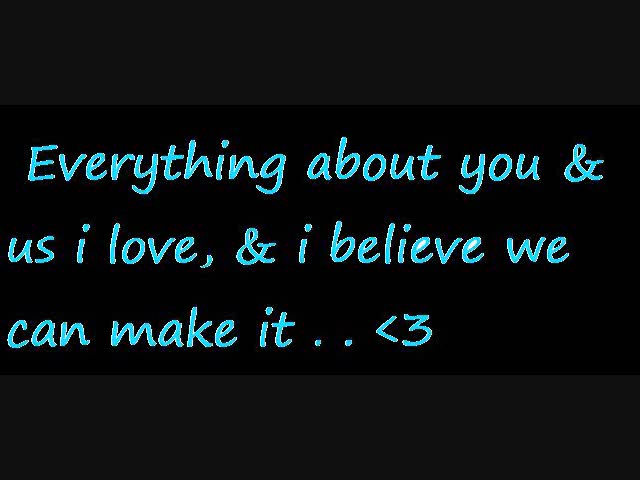 Everything about you &
us i love, & i believe we
can make it . . <3